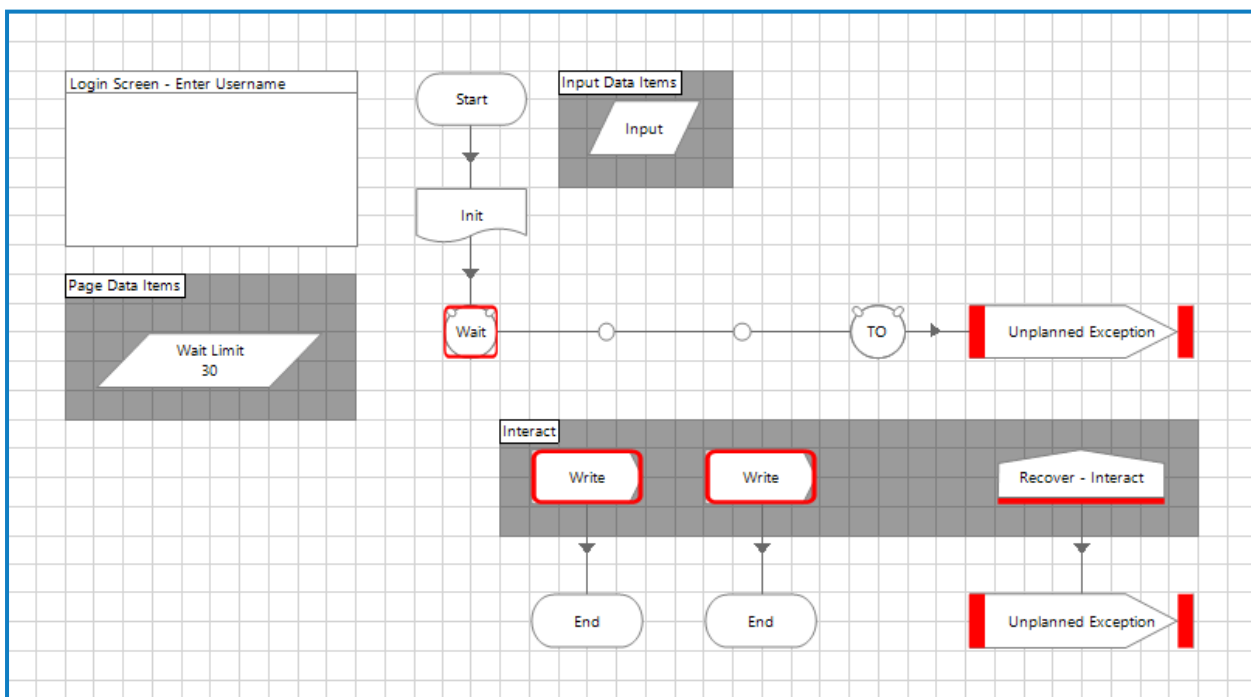 Login Screen - Enter Username
Start
Input Data Items
Input
Init
Page Data Items
Wait Limit
30
Wait
TO
Unplanned Exception
Interact
Write
Write
Recover - Interact
End
End
Unplanned Exception